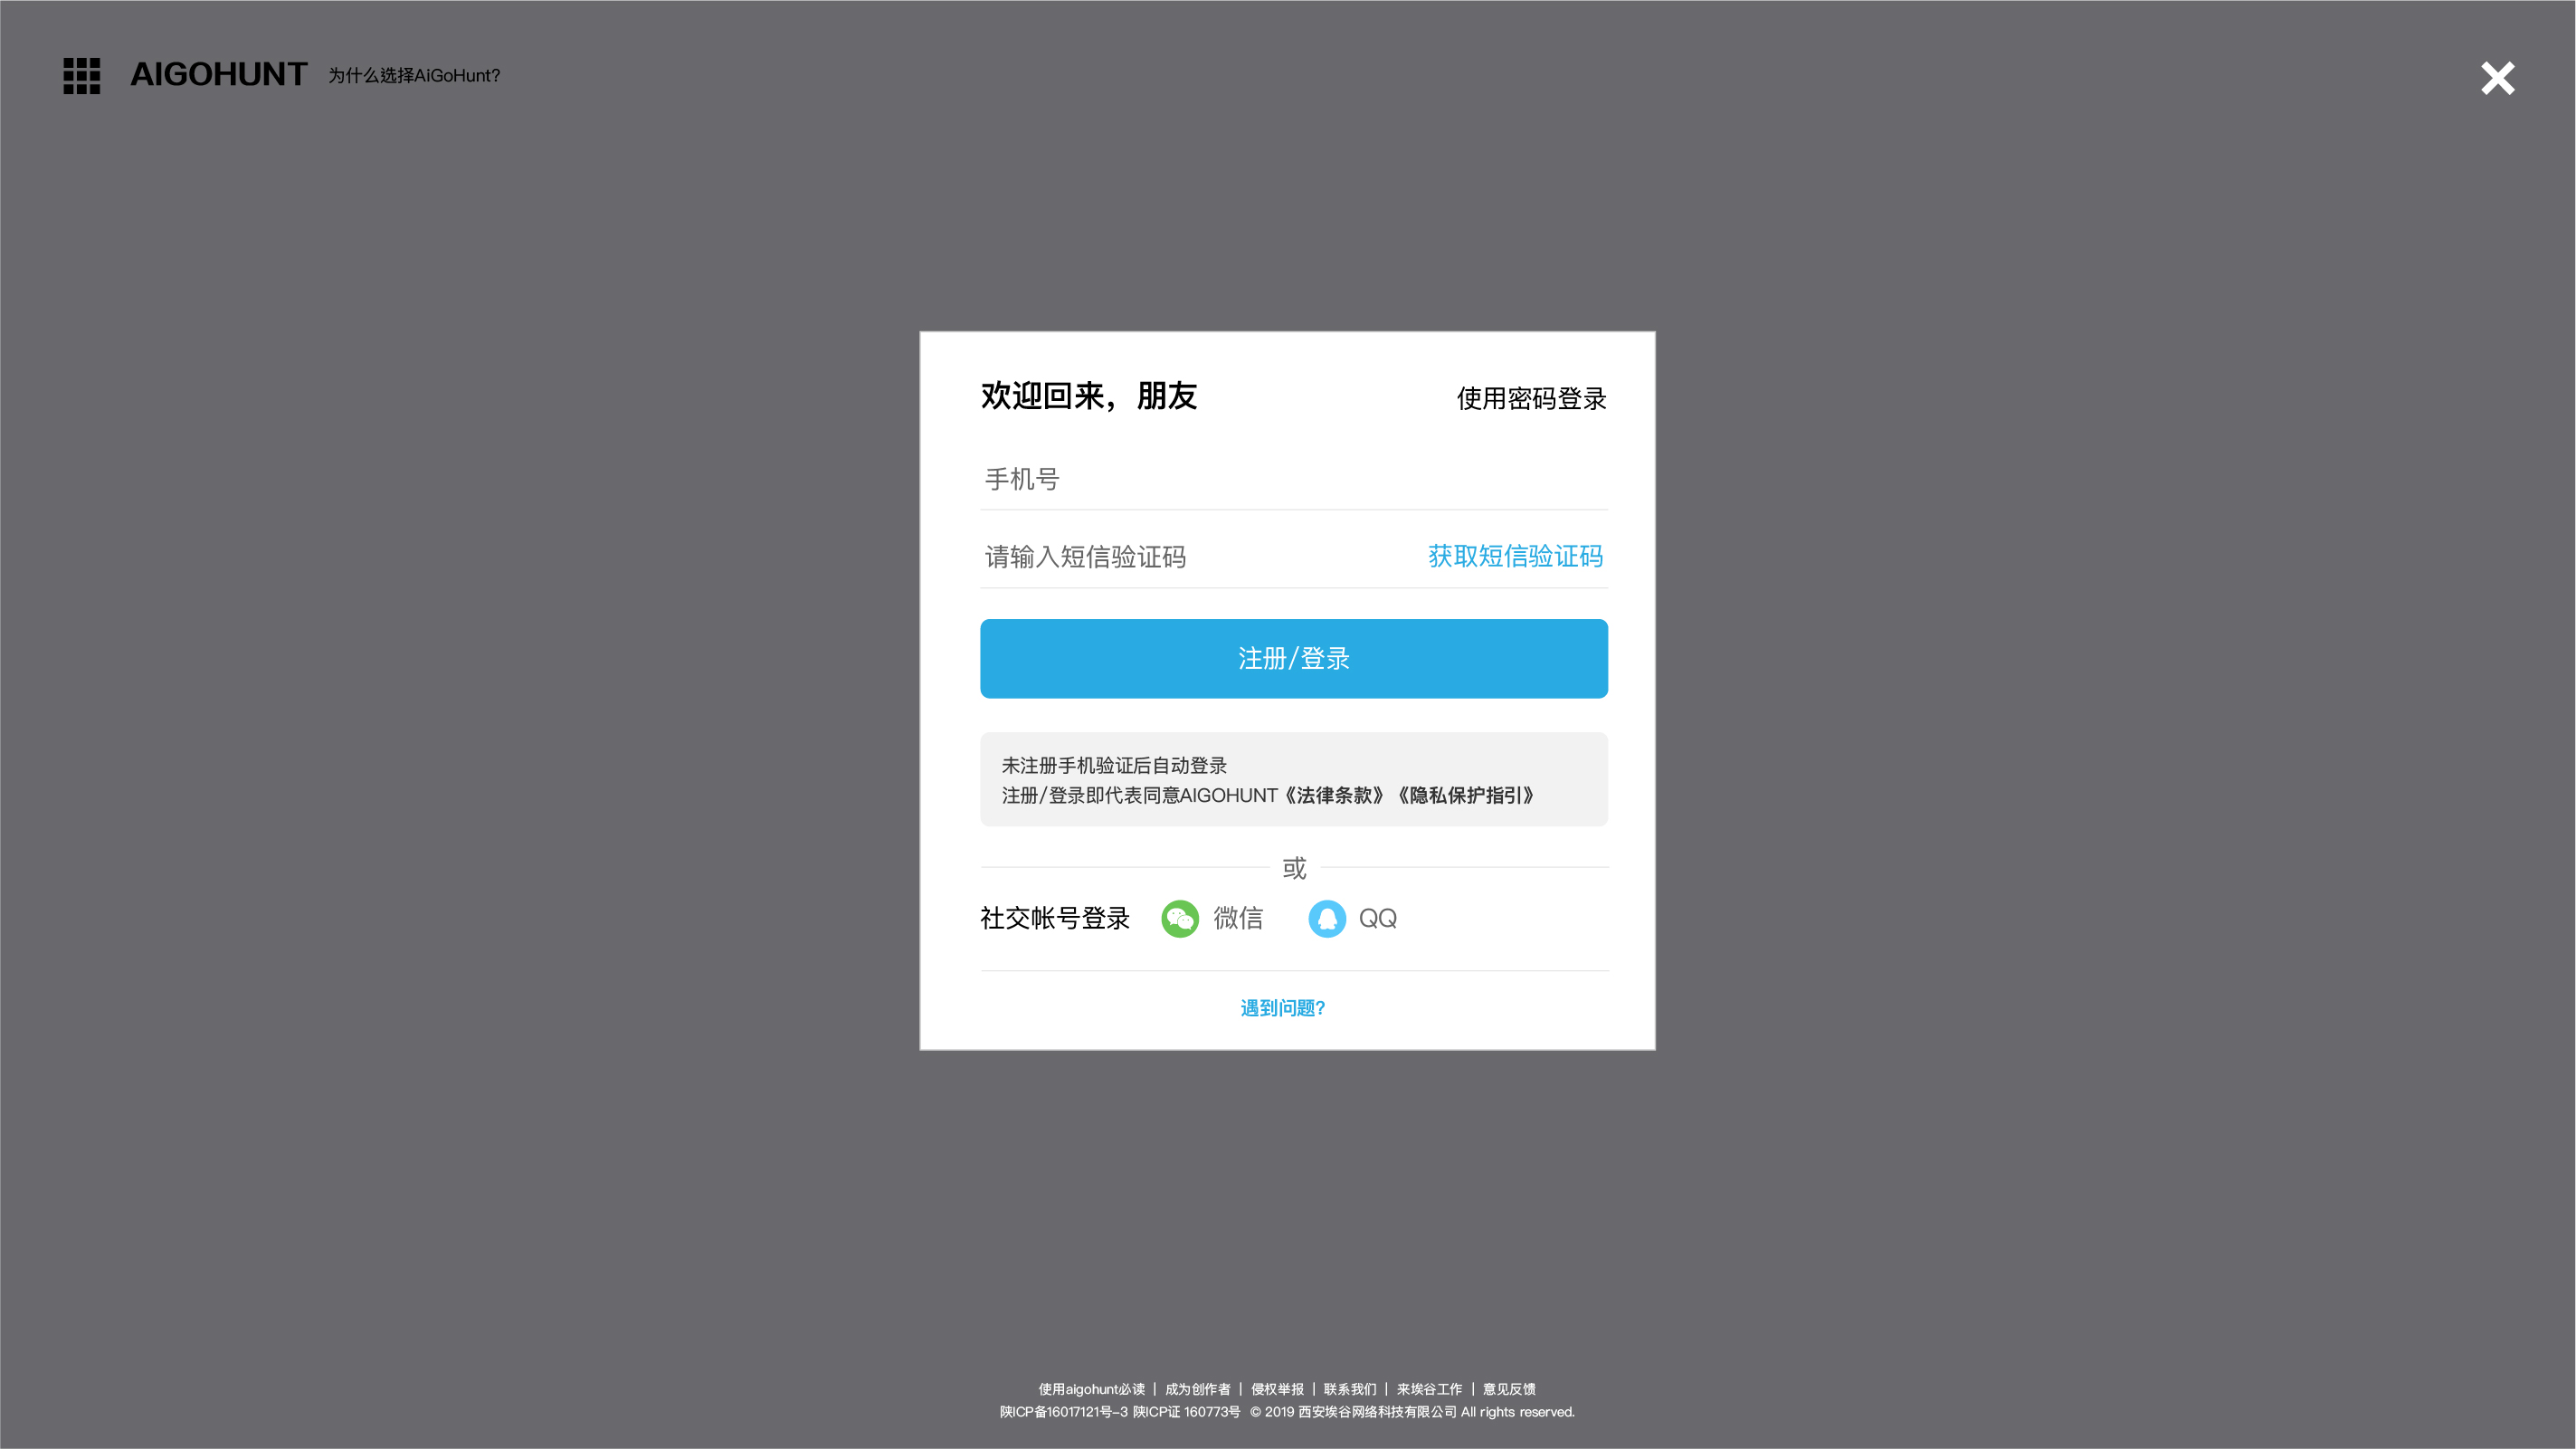 AIGOHUNT 为什么选择AiGoHunt?
欢迎回来，朋友 使用密码登录
手机号
请输入短信验证码 获取短信验证码
注册/登录
未注册手机验证后自动登录
注册/登录即代表同意AIGOHUNT《法律条款》《隐私保护指引》
或
社交帐号登录 微信 QQ
遇到问题?
使用aigohunt必读 | 成为创作者 | 侵权举报 | 联系我们 | 来埃谷工作 | 意见反馈
陕ICP备16017121号-3 陕ICP证 160773号 © 2019 西安埃谷网络科技有限公司 All rights reserved.